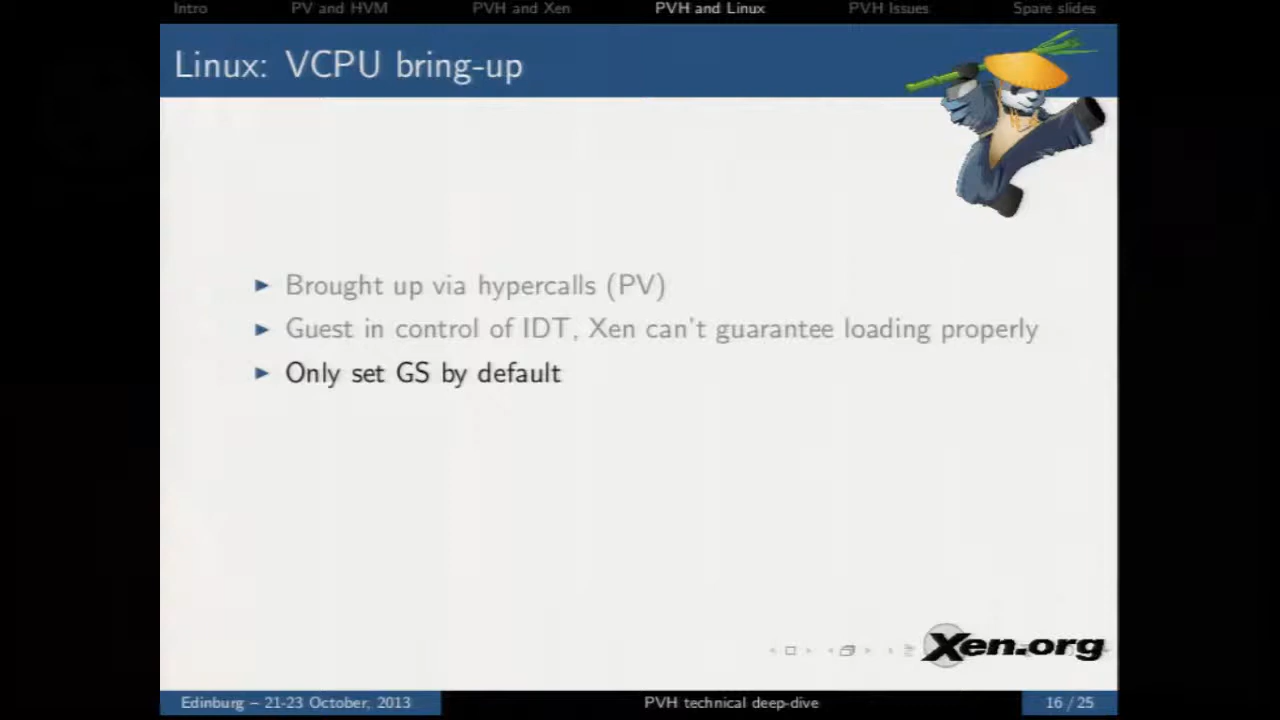 Intro PV and HVM PVH and Xen PVH and Linux PVH Issues Spare slides
Linux: VCPU bring-up
Brought up via hypercalls (PV)
Guest in control of IDT, Xen can't guarantee loading properly
Only set GS by default
Xen.org
Edinburg – 21-23 October, 2013 PVH technical deep-dive 16 / 25